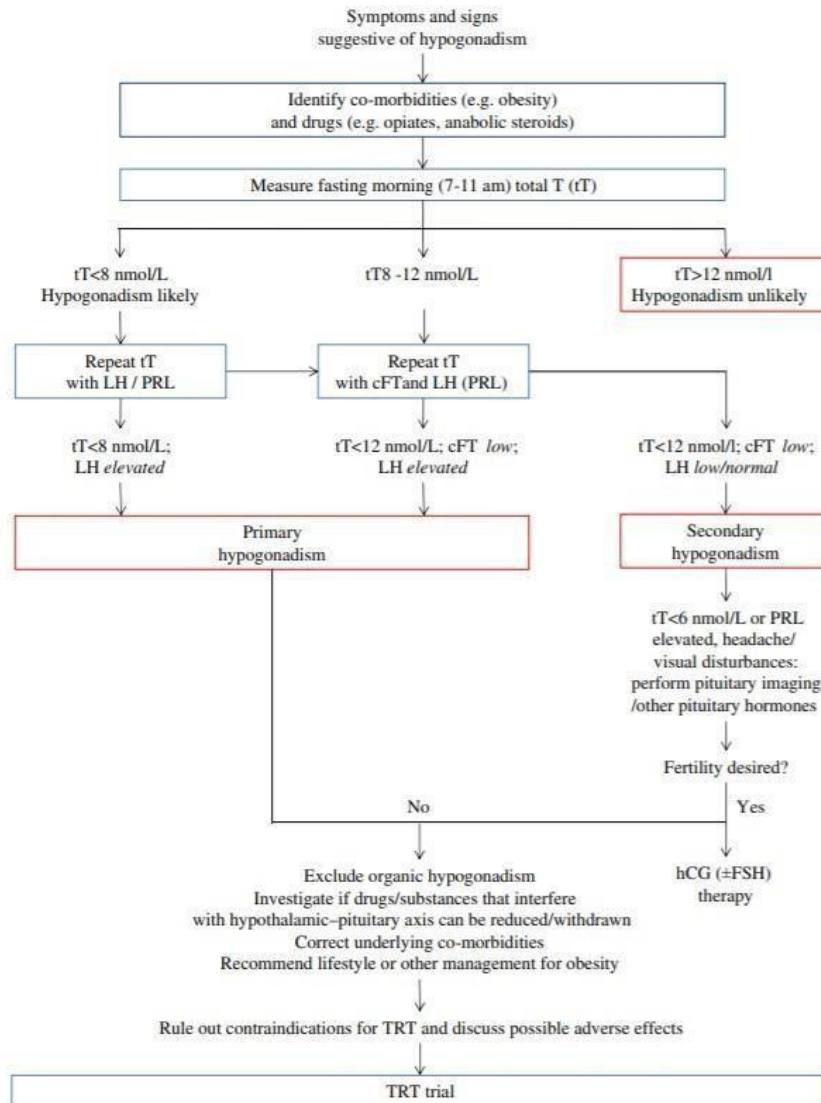 Symptoms and signs
suggestive of hypogonadism
Identify co-morbidities (e.g. obesity)
and drugs (e.g. opiates, anabolic steroids)
Measure fasting morning (7-11 am) total T (tT)
tT<8 nmol/L
Hypogonadism likely
tT8 -12 nmol/L
tT>12 nmol/l
Hypogonadism unlikely
Repeat tT
with LH / PRL
Repeat tT
with cFTand LH (PRL)
tT<8 nmol/L;
LH elevated
tT<12 nmol/L; cFT low;
LH elevated
tT<12 nmol/l; cFT low;
LH low/normal
Primary
hypogonadism
Secondary
hypogonadism
tT<6 nmol/L or PRL
elevated, headache/
visual disturbances:
perform pituitary imaging
/other pituitary hormones
Fertility desired?
No
Yes
Exclude organic hypogonadism
Investigate if drugs/substances that interfere
with hypothalamic–pituitary axis can be reduced/withdrawn
Correct underlying co-morbidities
Recommend lifestyle or other management for obesity
hCG (±FSH)
therapy
Rule out contraindications for TRT and discuss possible adverse effects
TRT trial